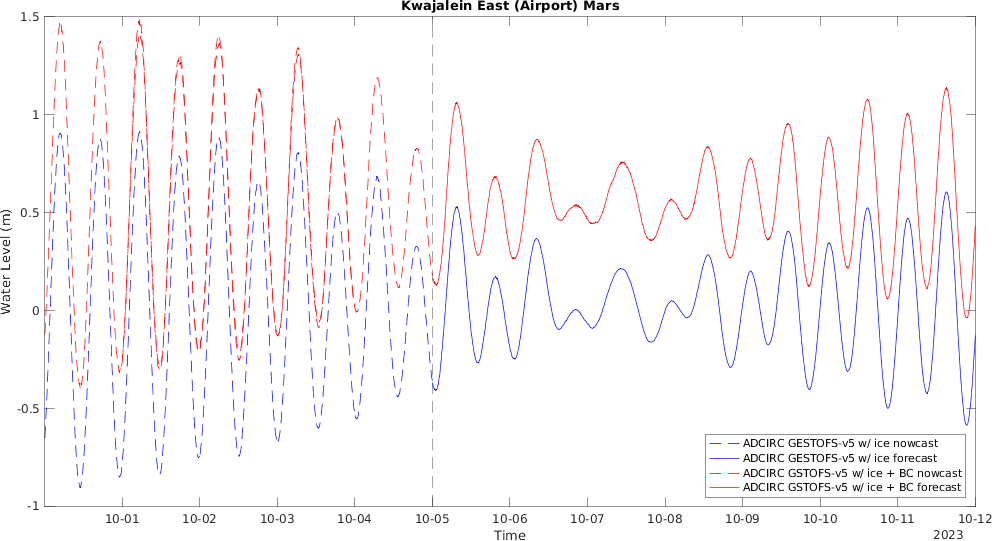 Kwajalein East (Airport) Mars
1.5
1
0.5
0
-0.5
-1
Water Level (m)
10-01 10-02 10-03 10-04 10-05 10-06 10-07 10-08 10-09 10-10 10-11 10-12
Time
2023
ADCIRC GESTOFS-v5 w/ ice nowcast
ADCIRC GESTOFS-v5 w/ ice forecast
ADCIRC GSTOFS-v5 w/ ice + BC nowcast
ADCIRC GSTOFS-v5 w/ ice + BC forecast